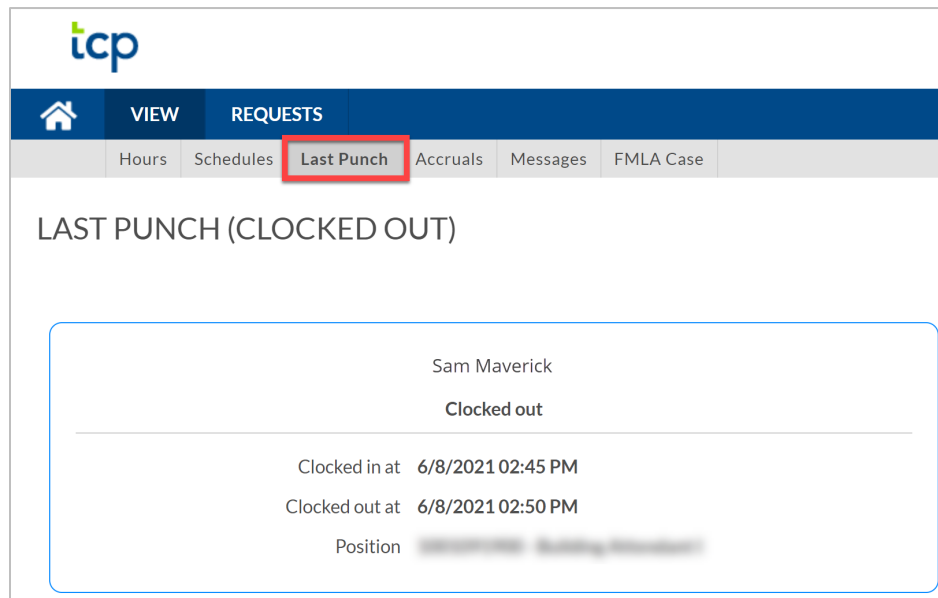 tcp
VIEW REQUESTS
Hours Schedules Last Punch Accruals Messages FMLA Case
LAST PUNCH (CLOCKED OUT)
Sam Maverick
Clocked out
Clocked in at 6/8/2021 02:45 PM
Clocked out at 6/8/2021 02:50 PM
Position